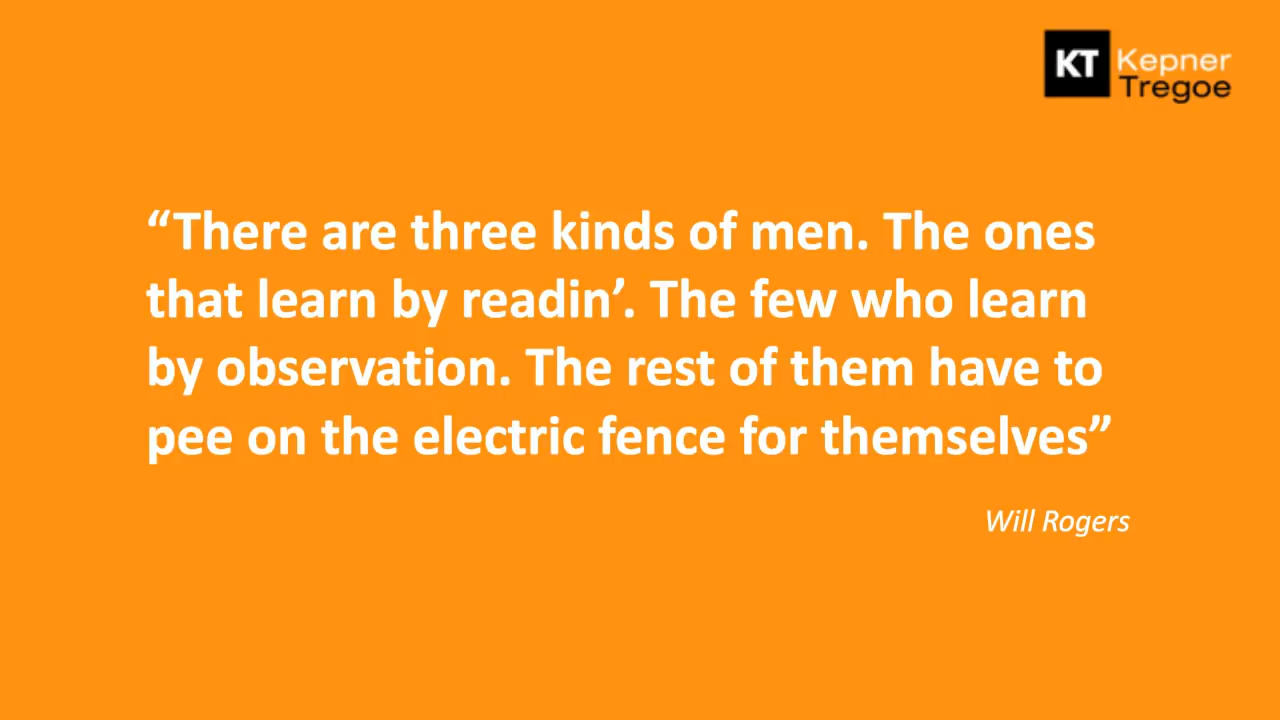 KT Kepner
Tregoe
“There are three kinds of men. The ones
that learn by readin’. The few who learn
by observation. The rest of them have to
pee on the electric fence for themselves”
Will Rogers